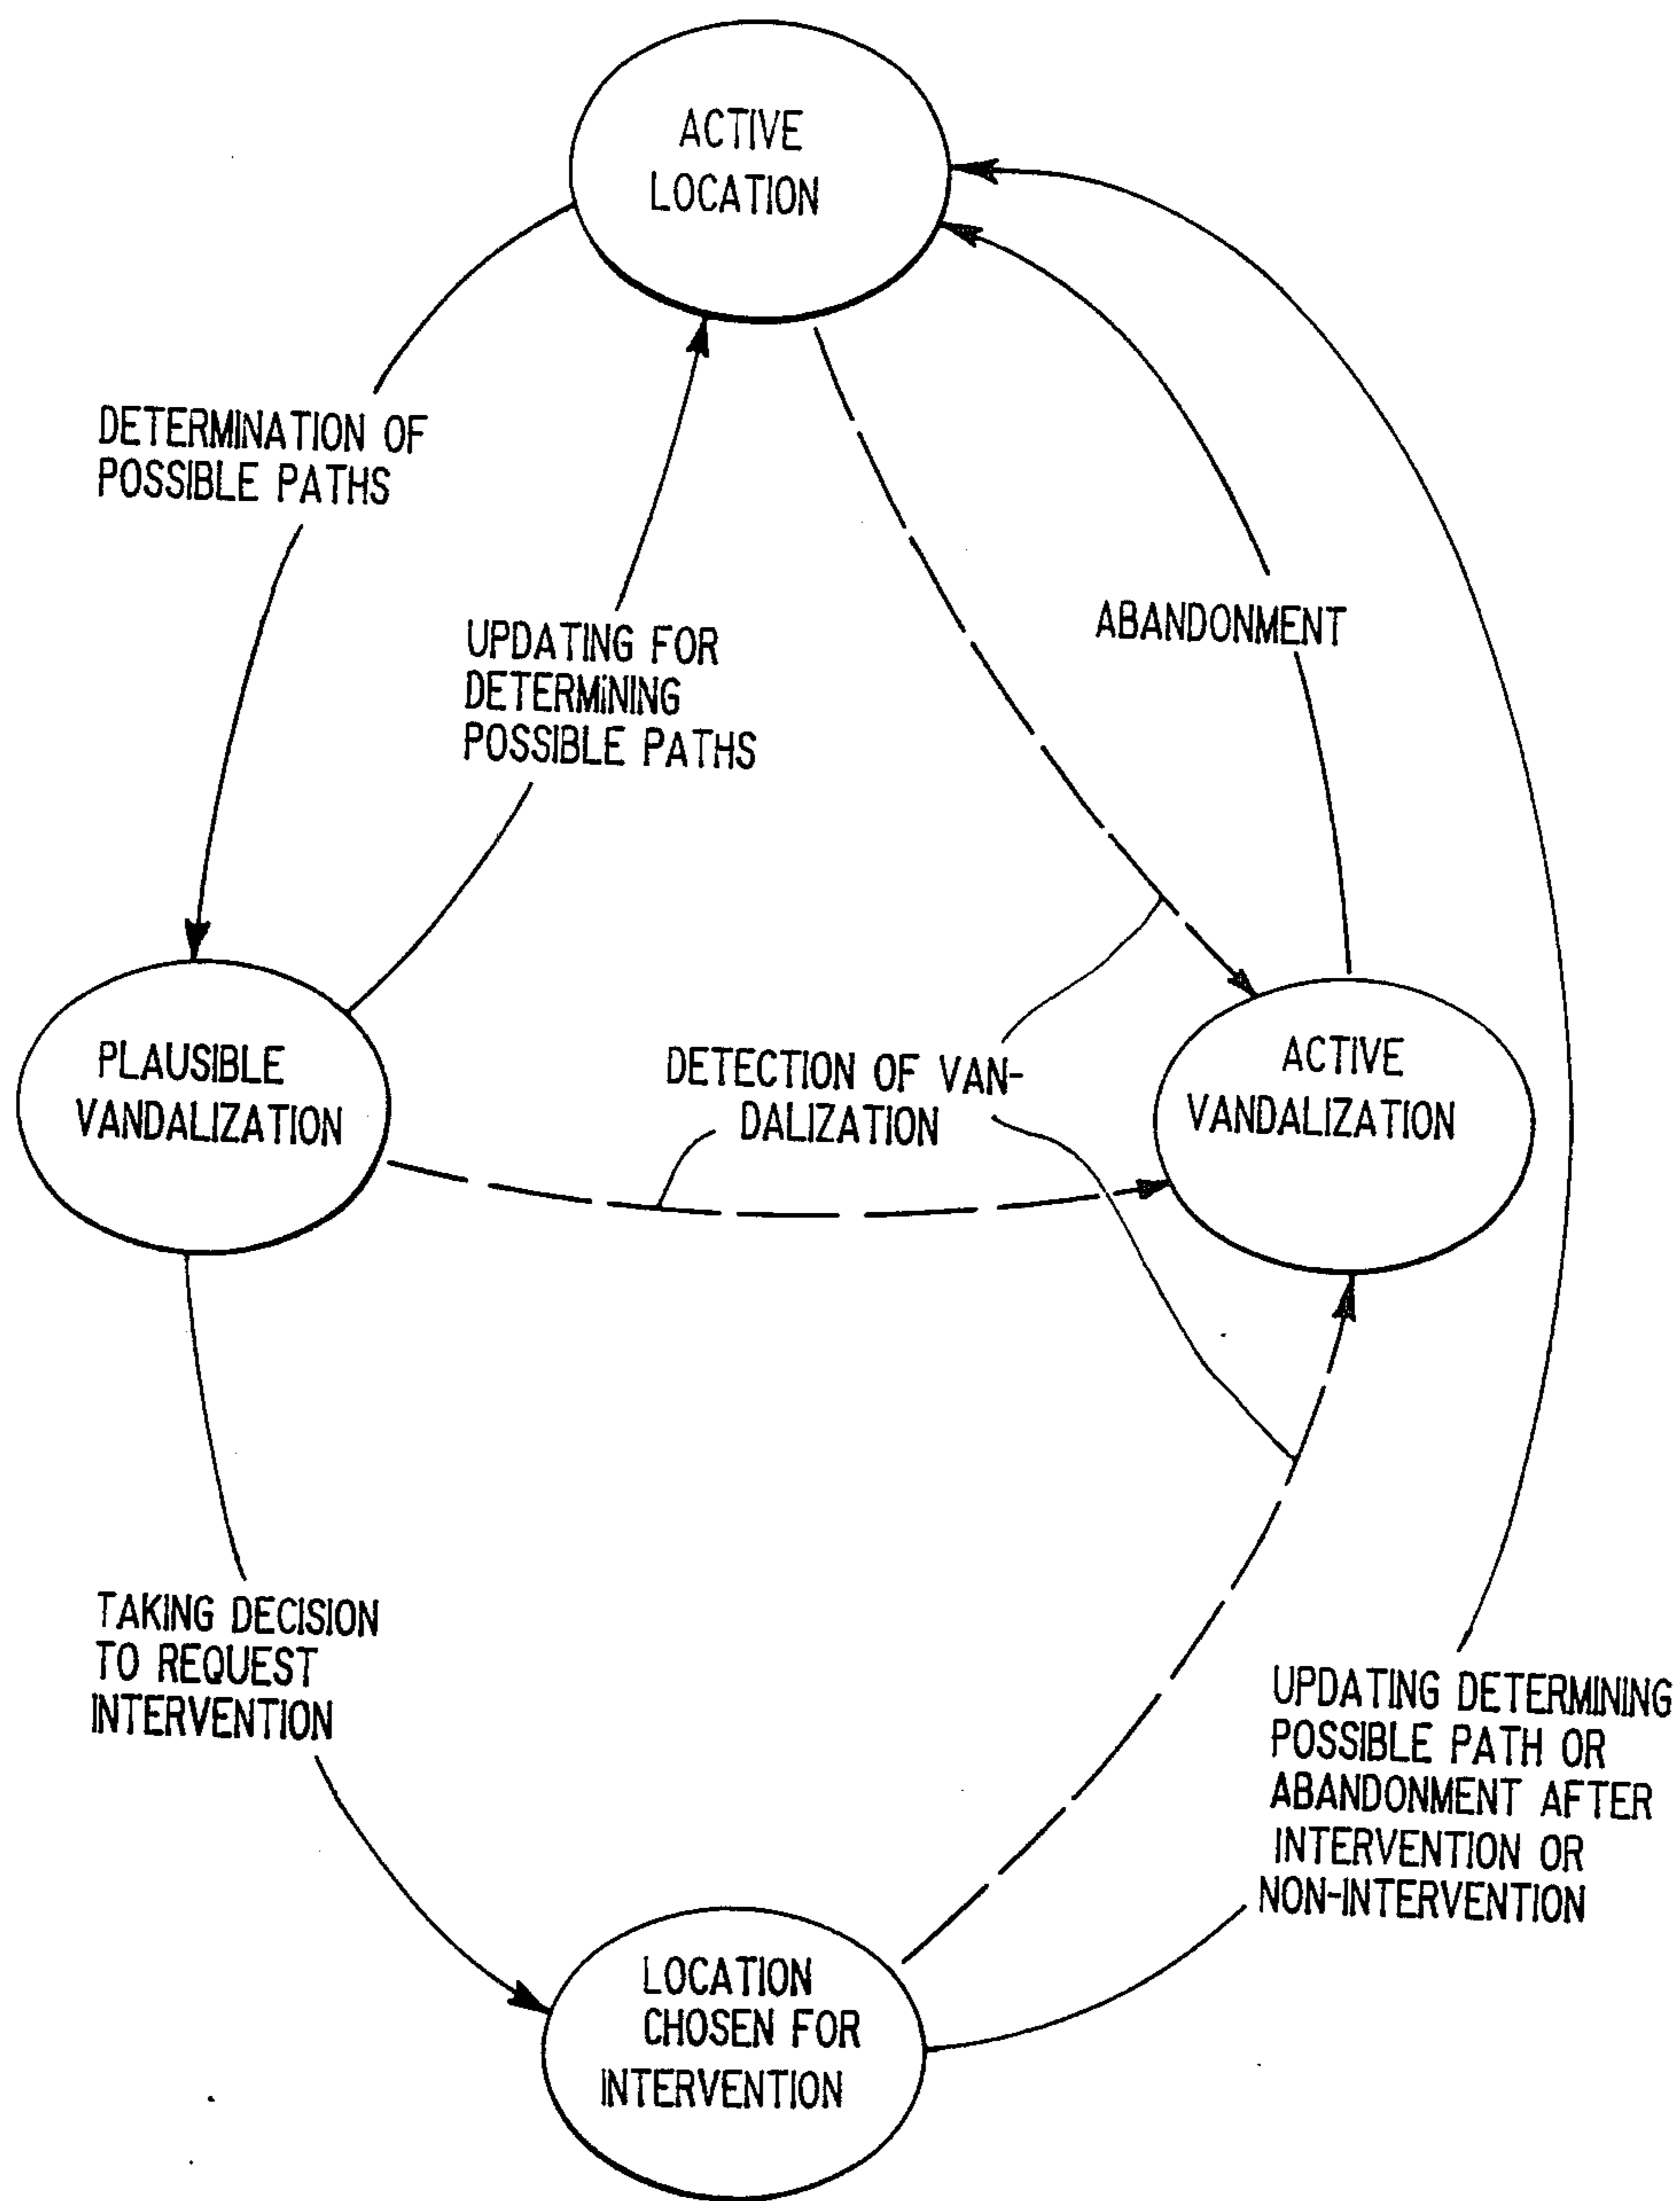 ACTIVE
LOCATION
DETERMINATION OF
POSSIBLE PATHS
UPDATING FOR
DETERMINING
POSSIBLE PATHS
ABANDONMENT
PLAUSIBLE
VANDALIZATION
DETECTION OF VAN-
DALIZATION
ACTIVE
VANDALIZATION
TAKING DECISION
TO REQUEST
INTERVENTION
UPDATING DETERMINING
POSSIBLE PATH OR
ABANDONMENT AFTER
INTERVENTION OR
NON-INTERVENTION
LOCATION
CHOSEN FOR
INTERVENTION